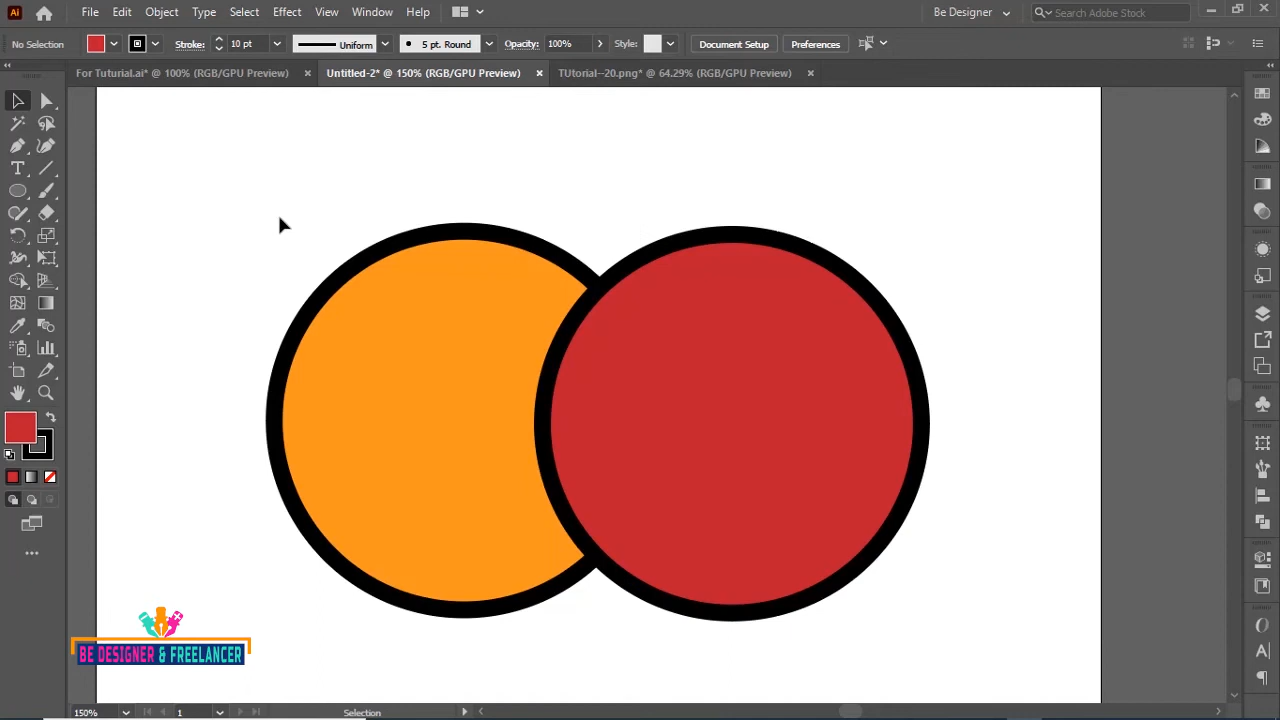 Ai File Edit Object Type Select Effect View Window Help Be Designer Search Adobe Stock
No Selection Stroke: 10 pt Uniform 5 pt. Round Opacity: 100% Style: Document Setup Preferences
For Tuturial.ai* @ 100% (RGB/GPU Preview) Untitled-2* @ 150% (RGB/GPU Preview) TUtorial--20.png* @ 64.29% (RGB/GPU Preview)
BE DESIGNER & FREELANCER
150% 1 Selection